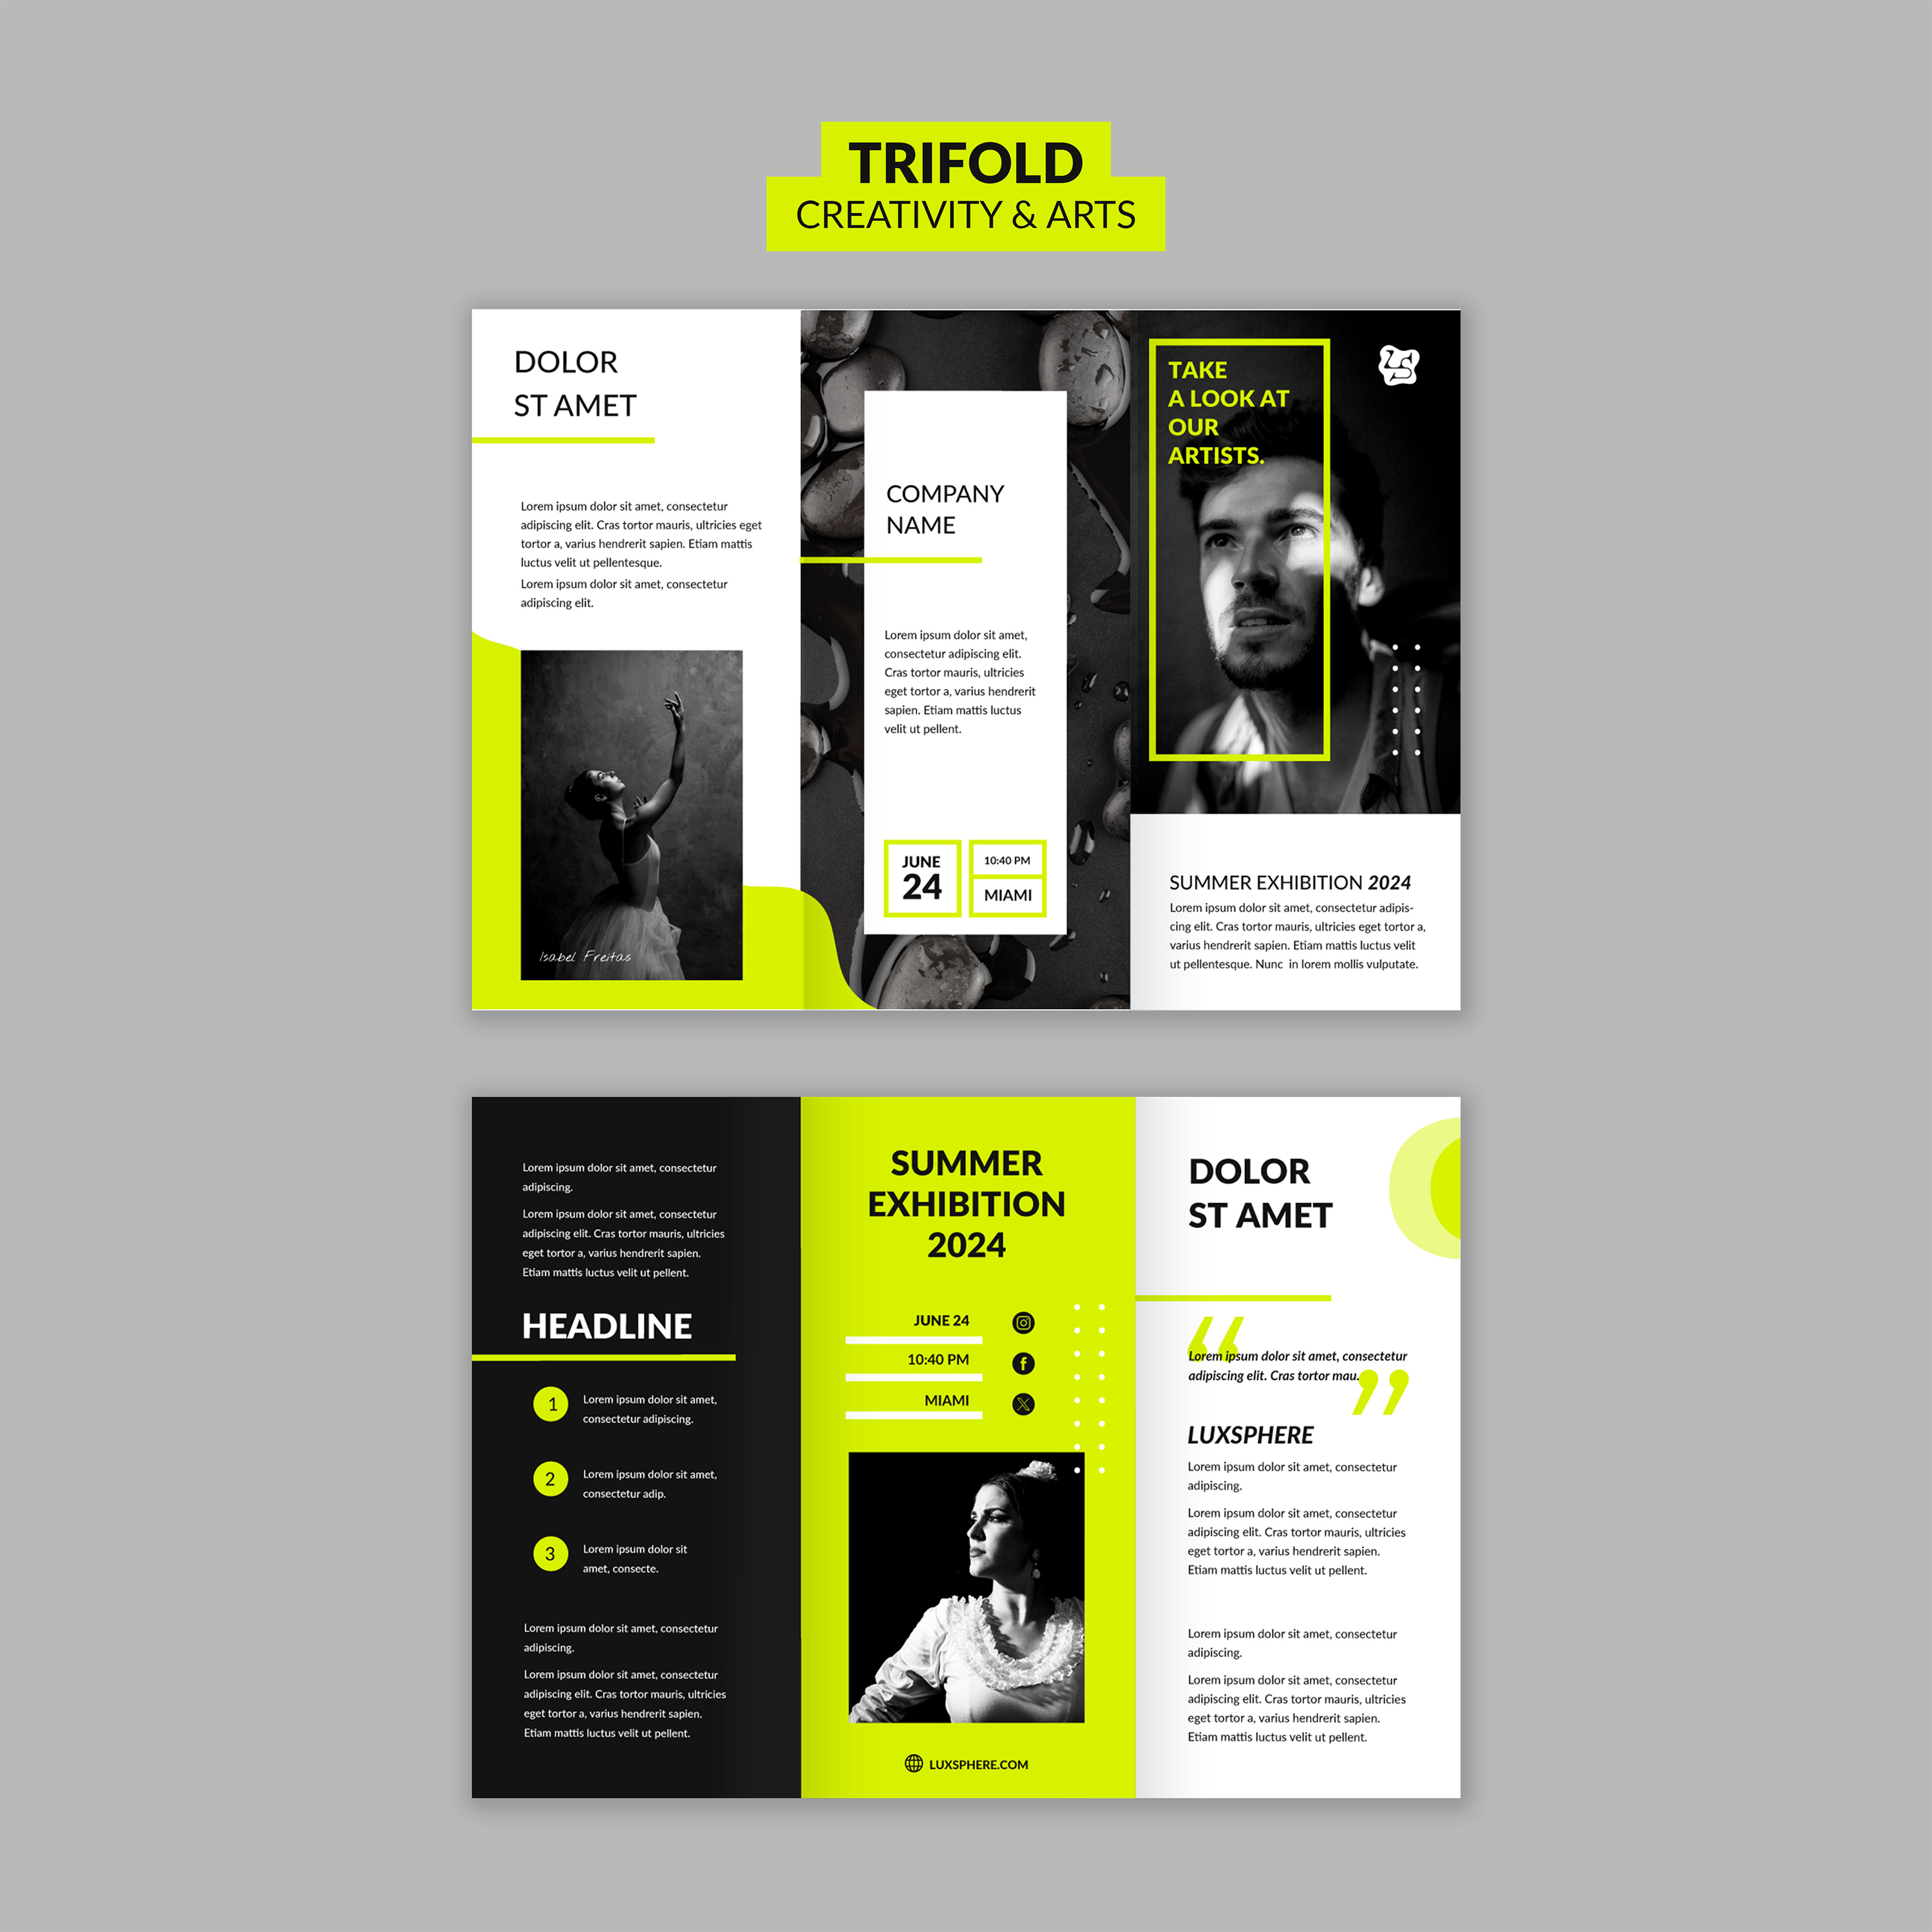 TRIFOLD
CREATIVITY & ARTS
DOLOR
ST AMET
Lorem ipsum dolor sit amet, consectetur
adipiscing elit. Cras tortor mauris, ultricies eget
tortor a, varius hendrerit sapien. Etiam mattis
luctus velit ut pellentesque.
Lorem ipsum dolor sit amet, consectetur
adipiscing elit.
Isabel Freitas
COMPANY
NAME
Lorem ipsum dolor sit amet,
consectetur adipiscing elit.
Cras tortor mauris, ultricies
eget tortor a, varius hendrerit
sapien. Etiam mattis luctus
velit ut pellent.
JUNE
24
10:40 PM
MIAMI
TAKE
A LOOK AT
OUR
ARTISTS.
LS
SUMMER EXHIBITION 2024
Lorem ipsum dolor sit amet, consectetur adipis-
cing elit. Cras tortor mauris, ultricies eget tortor a,
varius hendrerit sapien. Etiam mattis luctus velit
ut pellentesque. Nunc in lorem mollis vulputate.
Lorem ipsum dolor sit amet, consectetur
adipiscing.
Lorem ipsum dolor sit amet, consectetur
adipiscing elit. Cras tortor mauris, ultricies
eget tortor a, varius hendrerit sapien.
Etiam mattis luctus velit ut pellent.
HEADLINE
1
Lorem ipsum dolor sit amet,
consectetur adipiscing.
2
Lorem ipsum dolor sit amet,
consectetur adip.
3
Lorem ipsum dolor sit
amet, consecte.
Lorem ipsum dolor sit amet, consectetur
adipiscing.
Lorem ipsum dolor sit amet, consectetur
adipiscing elit. Cras tortor mauris, ultricies
eget tortor a, varius hendrerit sapien.
Etiam mattis luctus velit ut pellent.
SUMMER
EXHIBITION
2024
JUNE 24
10:40 PM
MIAMI
LUXSPHERE.COM
DOLOR
ST AMET
“Lorem ipsum dolor sit amet, consectetur
adipiscing elit. Cras tortor mau.”
LUXSPHERE
Lorem ipsum dolor sit amet, consectetur
adipiscing.
Lorem ipsum dolor sit amet, consectetur
adipiscing elit. Cras tortor mauris, ultricies
eget tortor a, varius hendrerit sapien.
Etiam mattis luctus velit ut pellent.
Lorem ipsum dolor sit amet, consectetur
adipiscing.
Lorem ipsum dolor sit amet, consectetur
adipiscing elit. Cras tortor mauris, ultricies
eget tortor a, varius hendrerit sapien.
Etiam mattis luctus velit ut pellent.